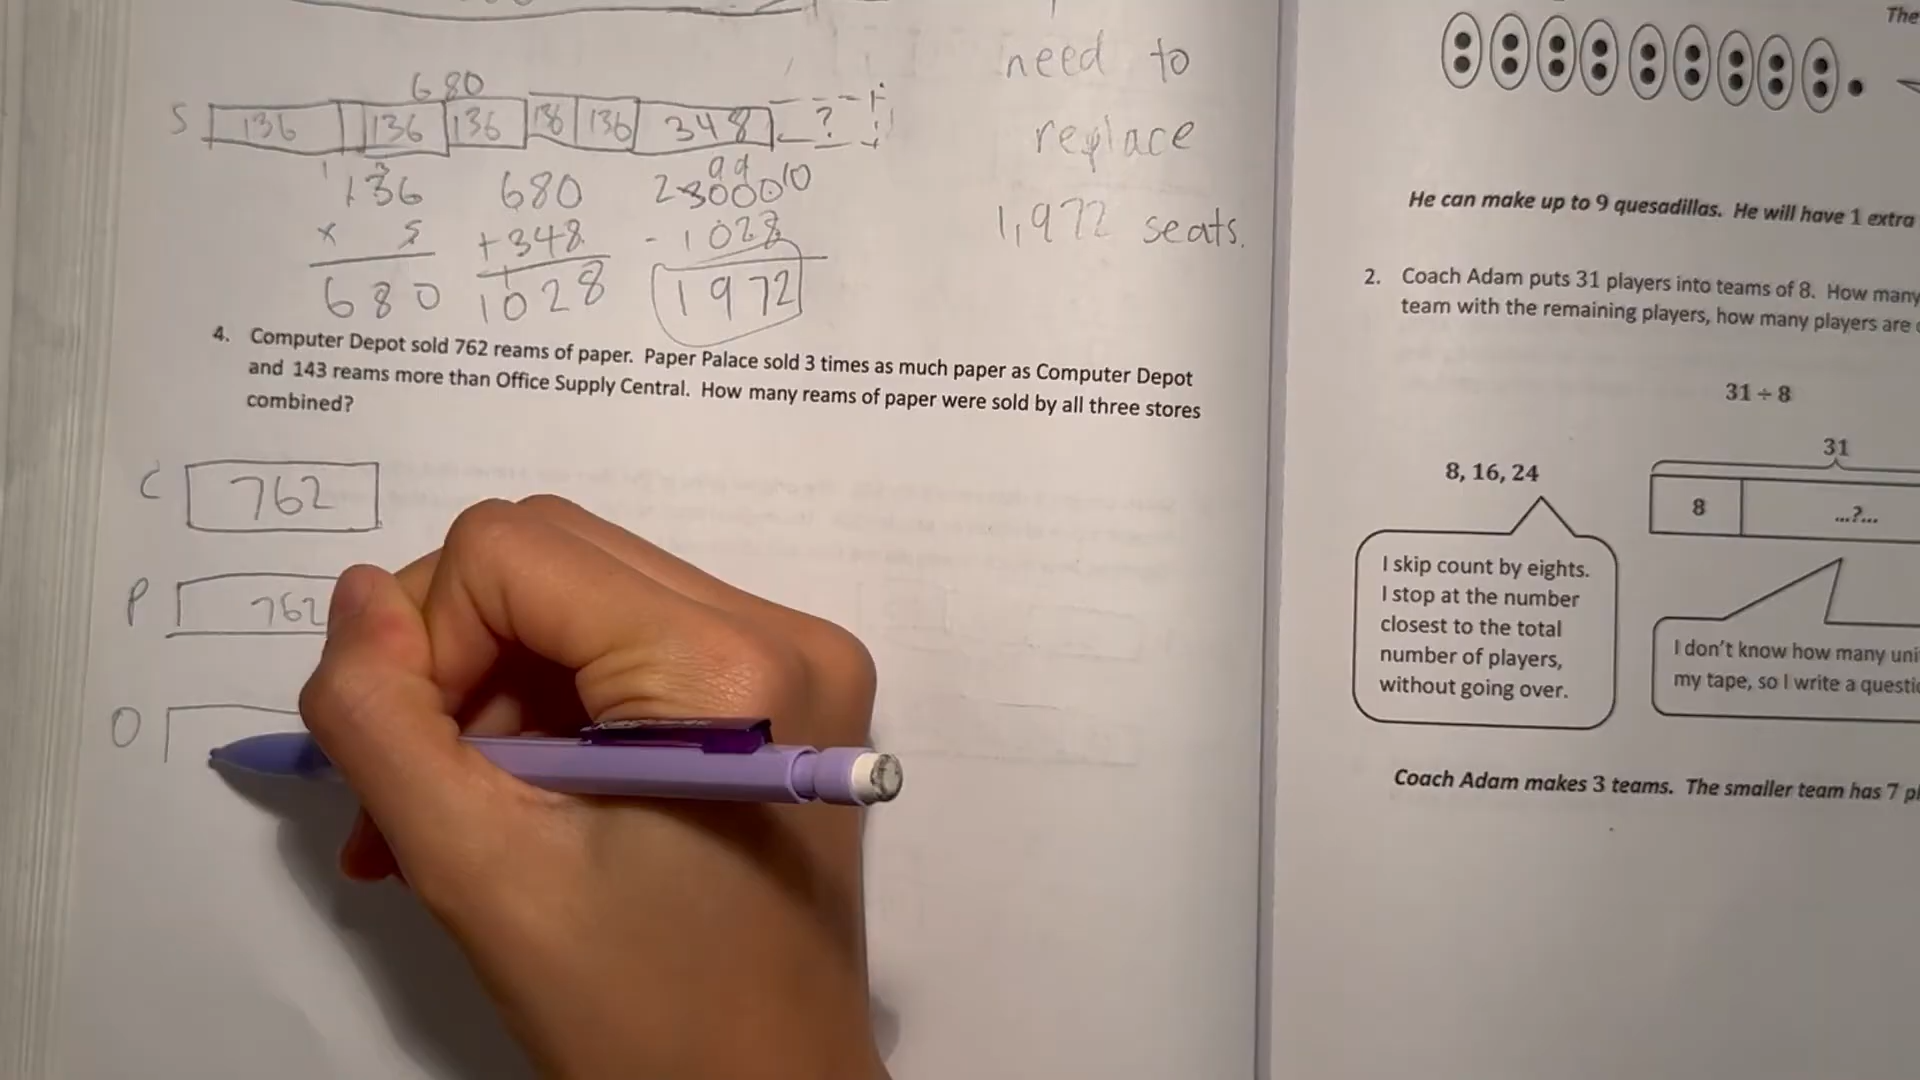 680
S 136 136 136 136 136 348 ?
need to
replace
1,972 seats.
136
x 5
680
680
+348
1028
3000
- 1028
1972
4. Computer Depot sold 762 reams of paper. Paper Palace sold 3 times as much paper as Computer Depot
and 143 reams more than Office Supply Central. How many reams of paper were sold by all three stores
combined?
C 762
P 762
O
The
He can make up to 9 quesadillas. He will have 1 extra
2. Coach Adam puts 31 players into teams of 8. How many
team with the remaining players, how many players are
31 ÷ 8
31
8, 16, 24
8 ...?...
I skip count by eights.
I stop at the number
closest to the total
number of players,
without going over.
I don't know how many uni
my tape, so I write a questi
Coach Adam makes 3 teams. The smaller team has 7 pl